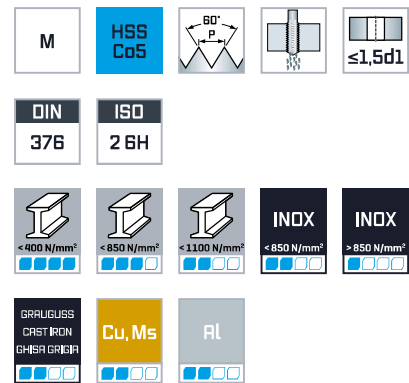 M
HSS
Co5
60°
P
≤1,5d1
DIN
376
ISO
2 6H
<400 N/mm²
<850 N/mm²
<1100 N/mm²
INOX
<850 N/mm²
INOX
>850 N/mm²
GRAUGUSS
CAST IRON
GHISA GRIGIA
Cu, Ms
Al